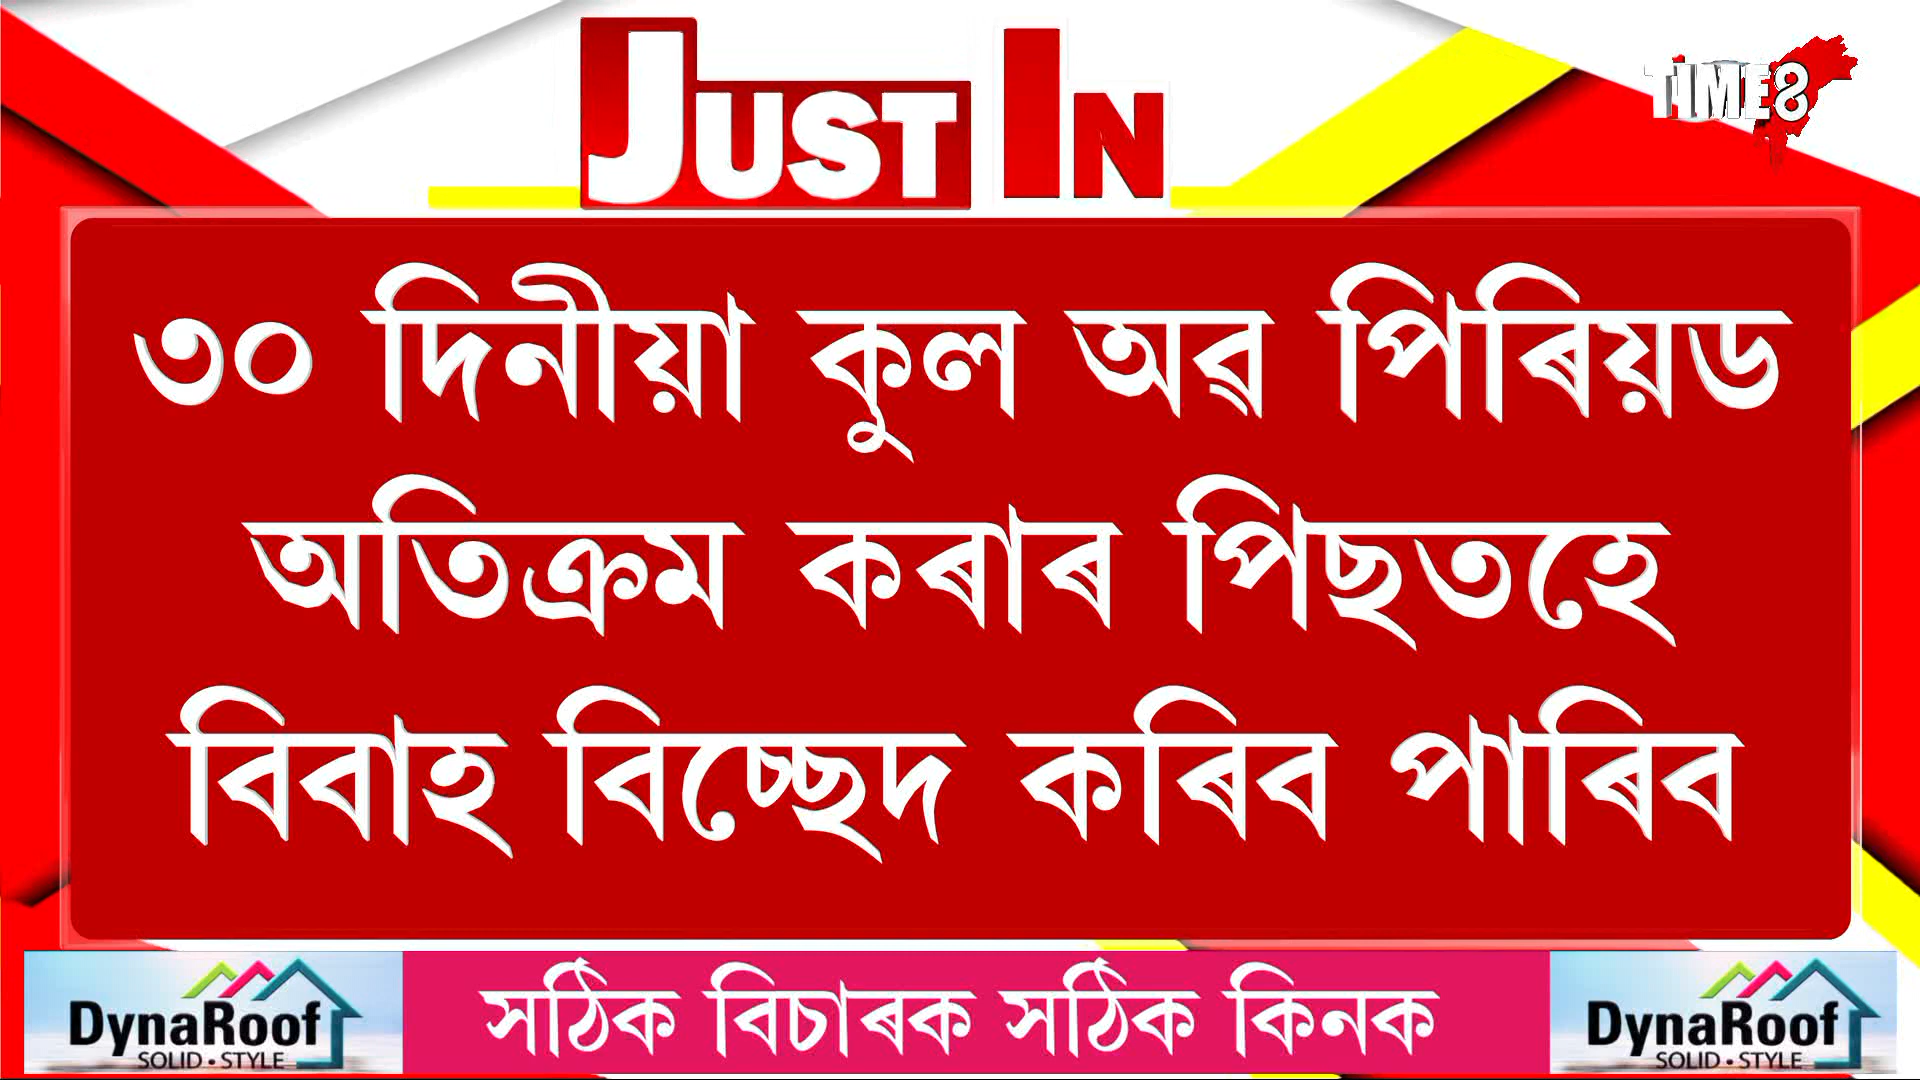 JUST IN
TIME8
৩০ দিনীয়া কুল অৱ পিৰিয়ড
অতিক্ৰম কৰাৰ পিছতহে
বিবাহ বিচ্ছেদ কৰিব পাৰিব
DynaRoof
SOLID • STYLE
সঠিক বিচাৰক সঠিক কিনক
DynaRoof
SOLID • STYLE